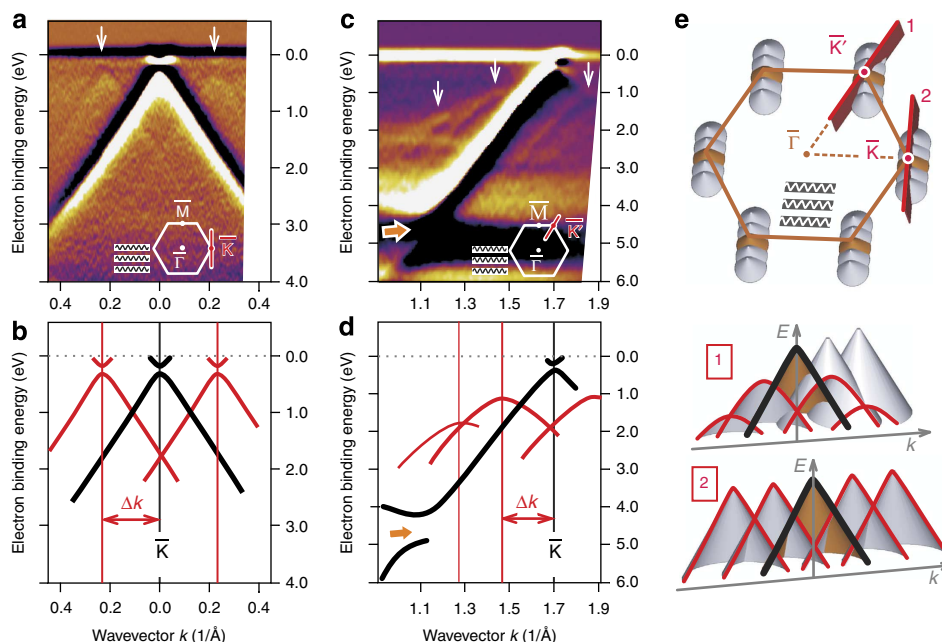 a
Electron binding energy (eV)
0.0
1.0
2.0
3.0
4.0
M
Γ
K
0.4 0.2 0.0 0.2 0.4
c
Electron binding energy (eV)
0.0
1.0
2.0
3.0
4.0
5.0
6.0
M
Γ
K′
1.1 1.3 1.5 1.7 1.9
e
1
K′
2
Γ
K
b
Electron binding energy (eV)
0.0
1.0
2.0
3.0
4.0
Δk
K
0.4 0.2 0.0 0.2 0.4
Wavevector k (1/Å)
d
Electron binding energy (eV)
0.0
1.0
2.0
3.0
4.0
5.0
6.0
Δk
K
1.1 1.3 1.5 1.7 1.9
Wavevector k (1/Å)
1
E
k
2
E
k